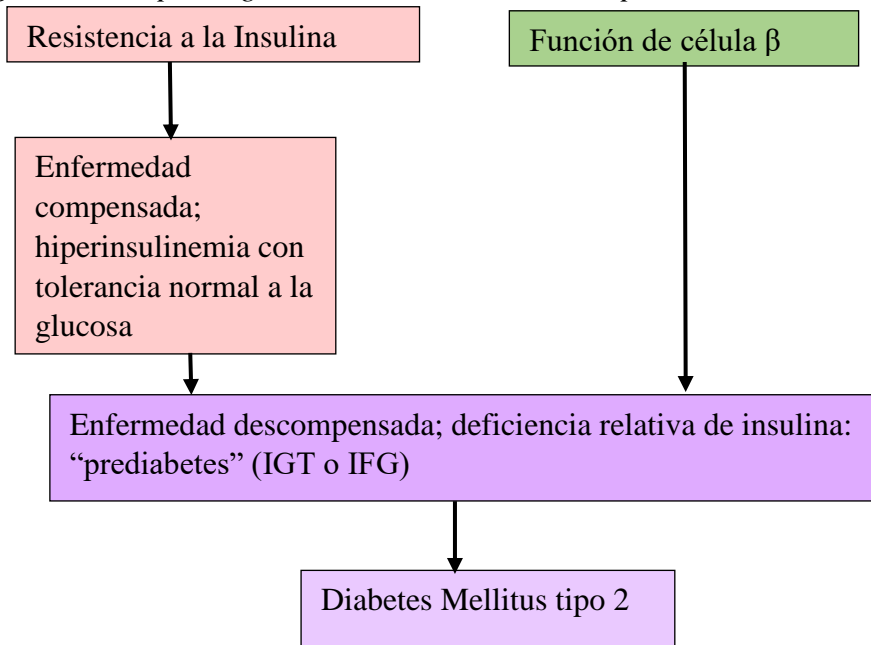 Resistencia a la Insulina
Función de célula β
Enfermedad
compensada;
hiperinsulinemia con
tolerancia normal a la
glucosa
Enfermedad descompensada; deficiencia relativa de insulina:
“prediabetes” (IGT o IFG)
Diabetes Mellitus tipo 2